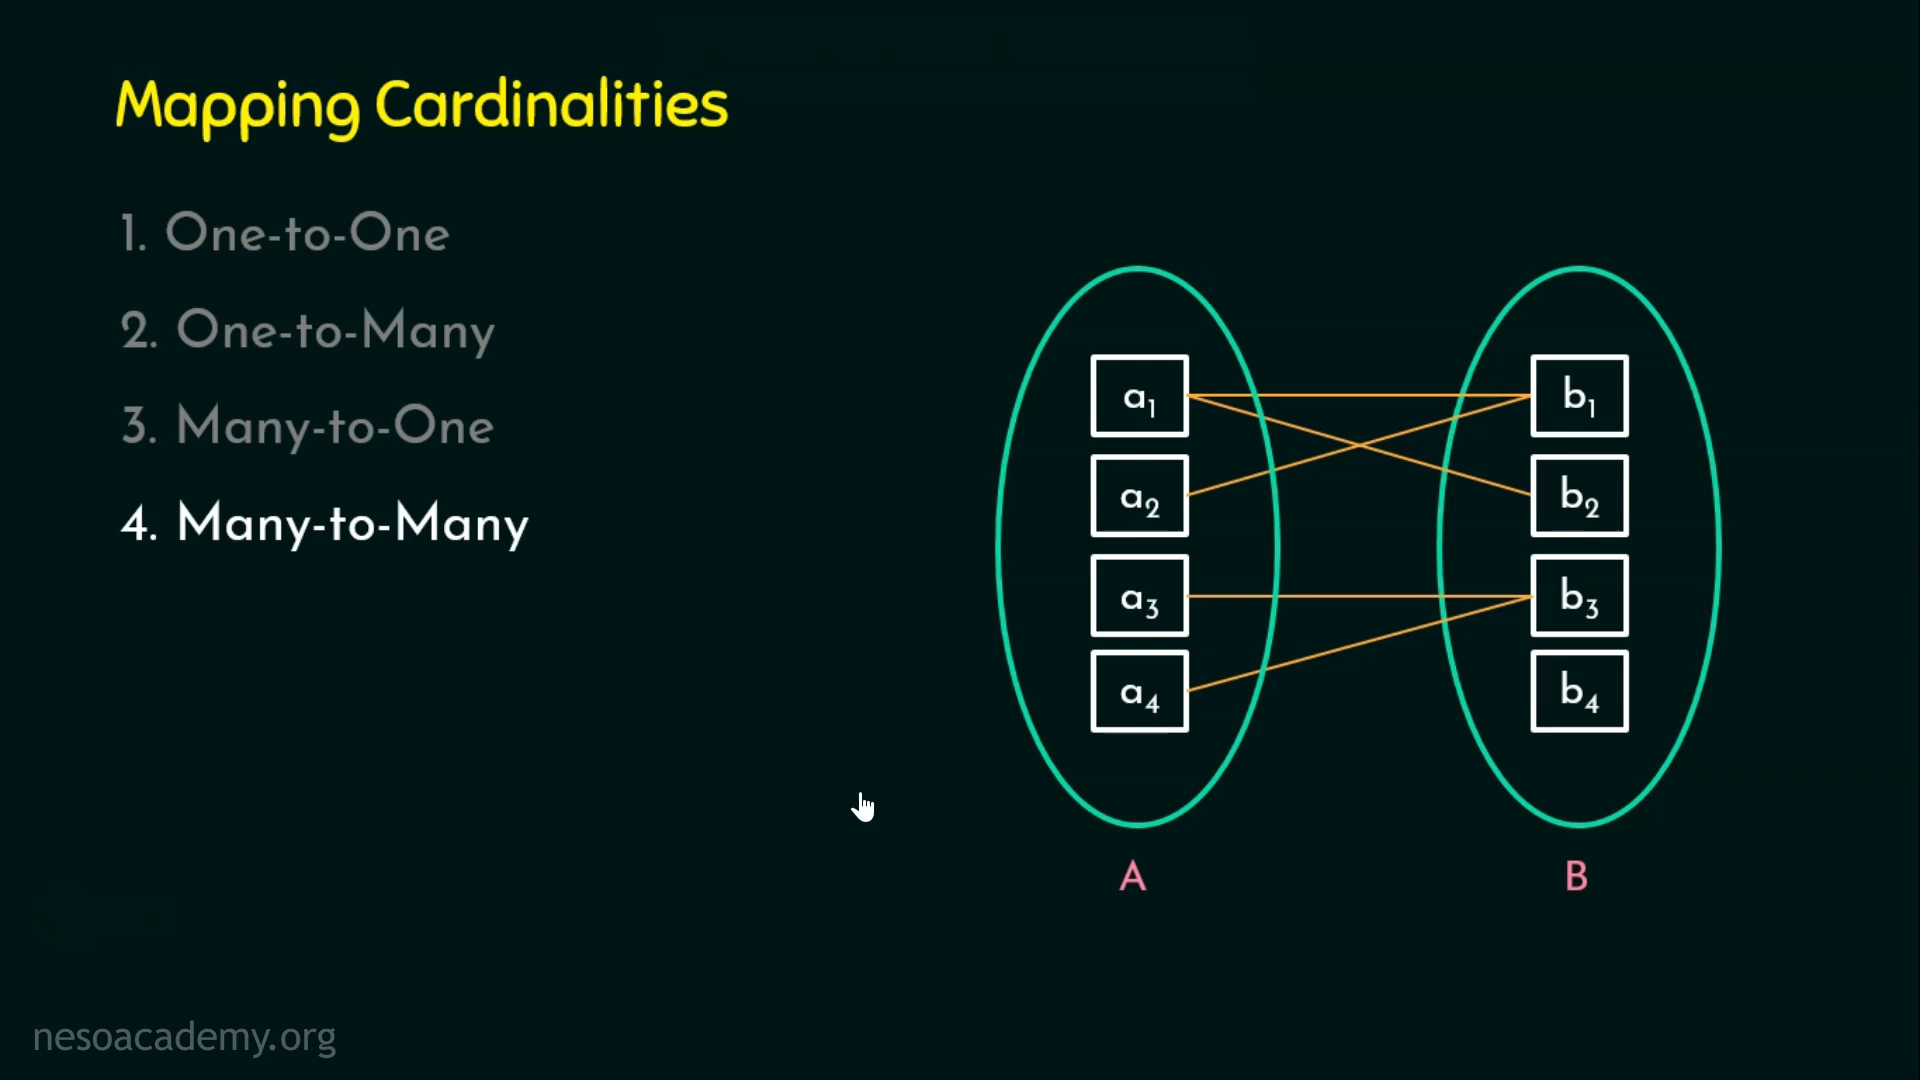 Mapping Cardinalities
1. One-to-One
2. One-to-Many
3. Many-to-One
4. Many-to-Many
a₁ b₁
a₂ b₂
a₃ b₃
a₄ b₄
A B
nesoacademy.org